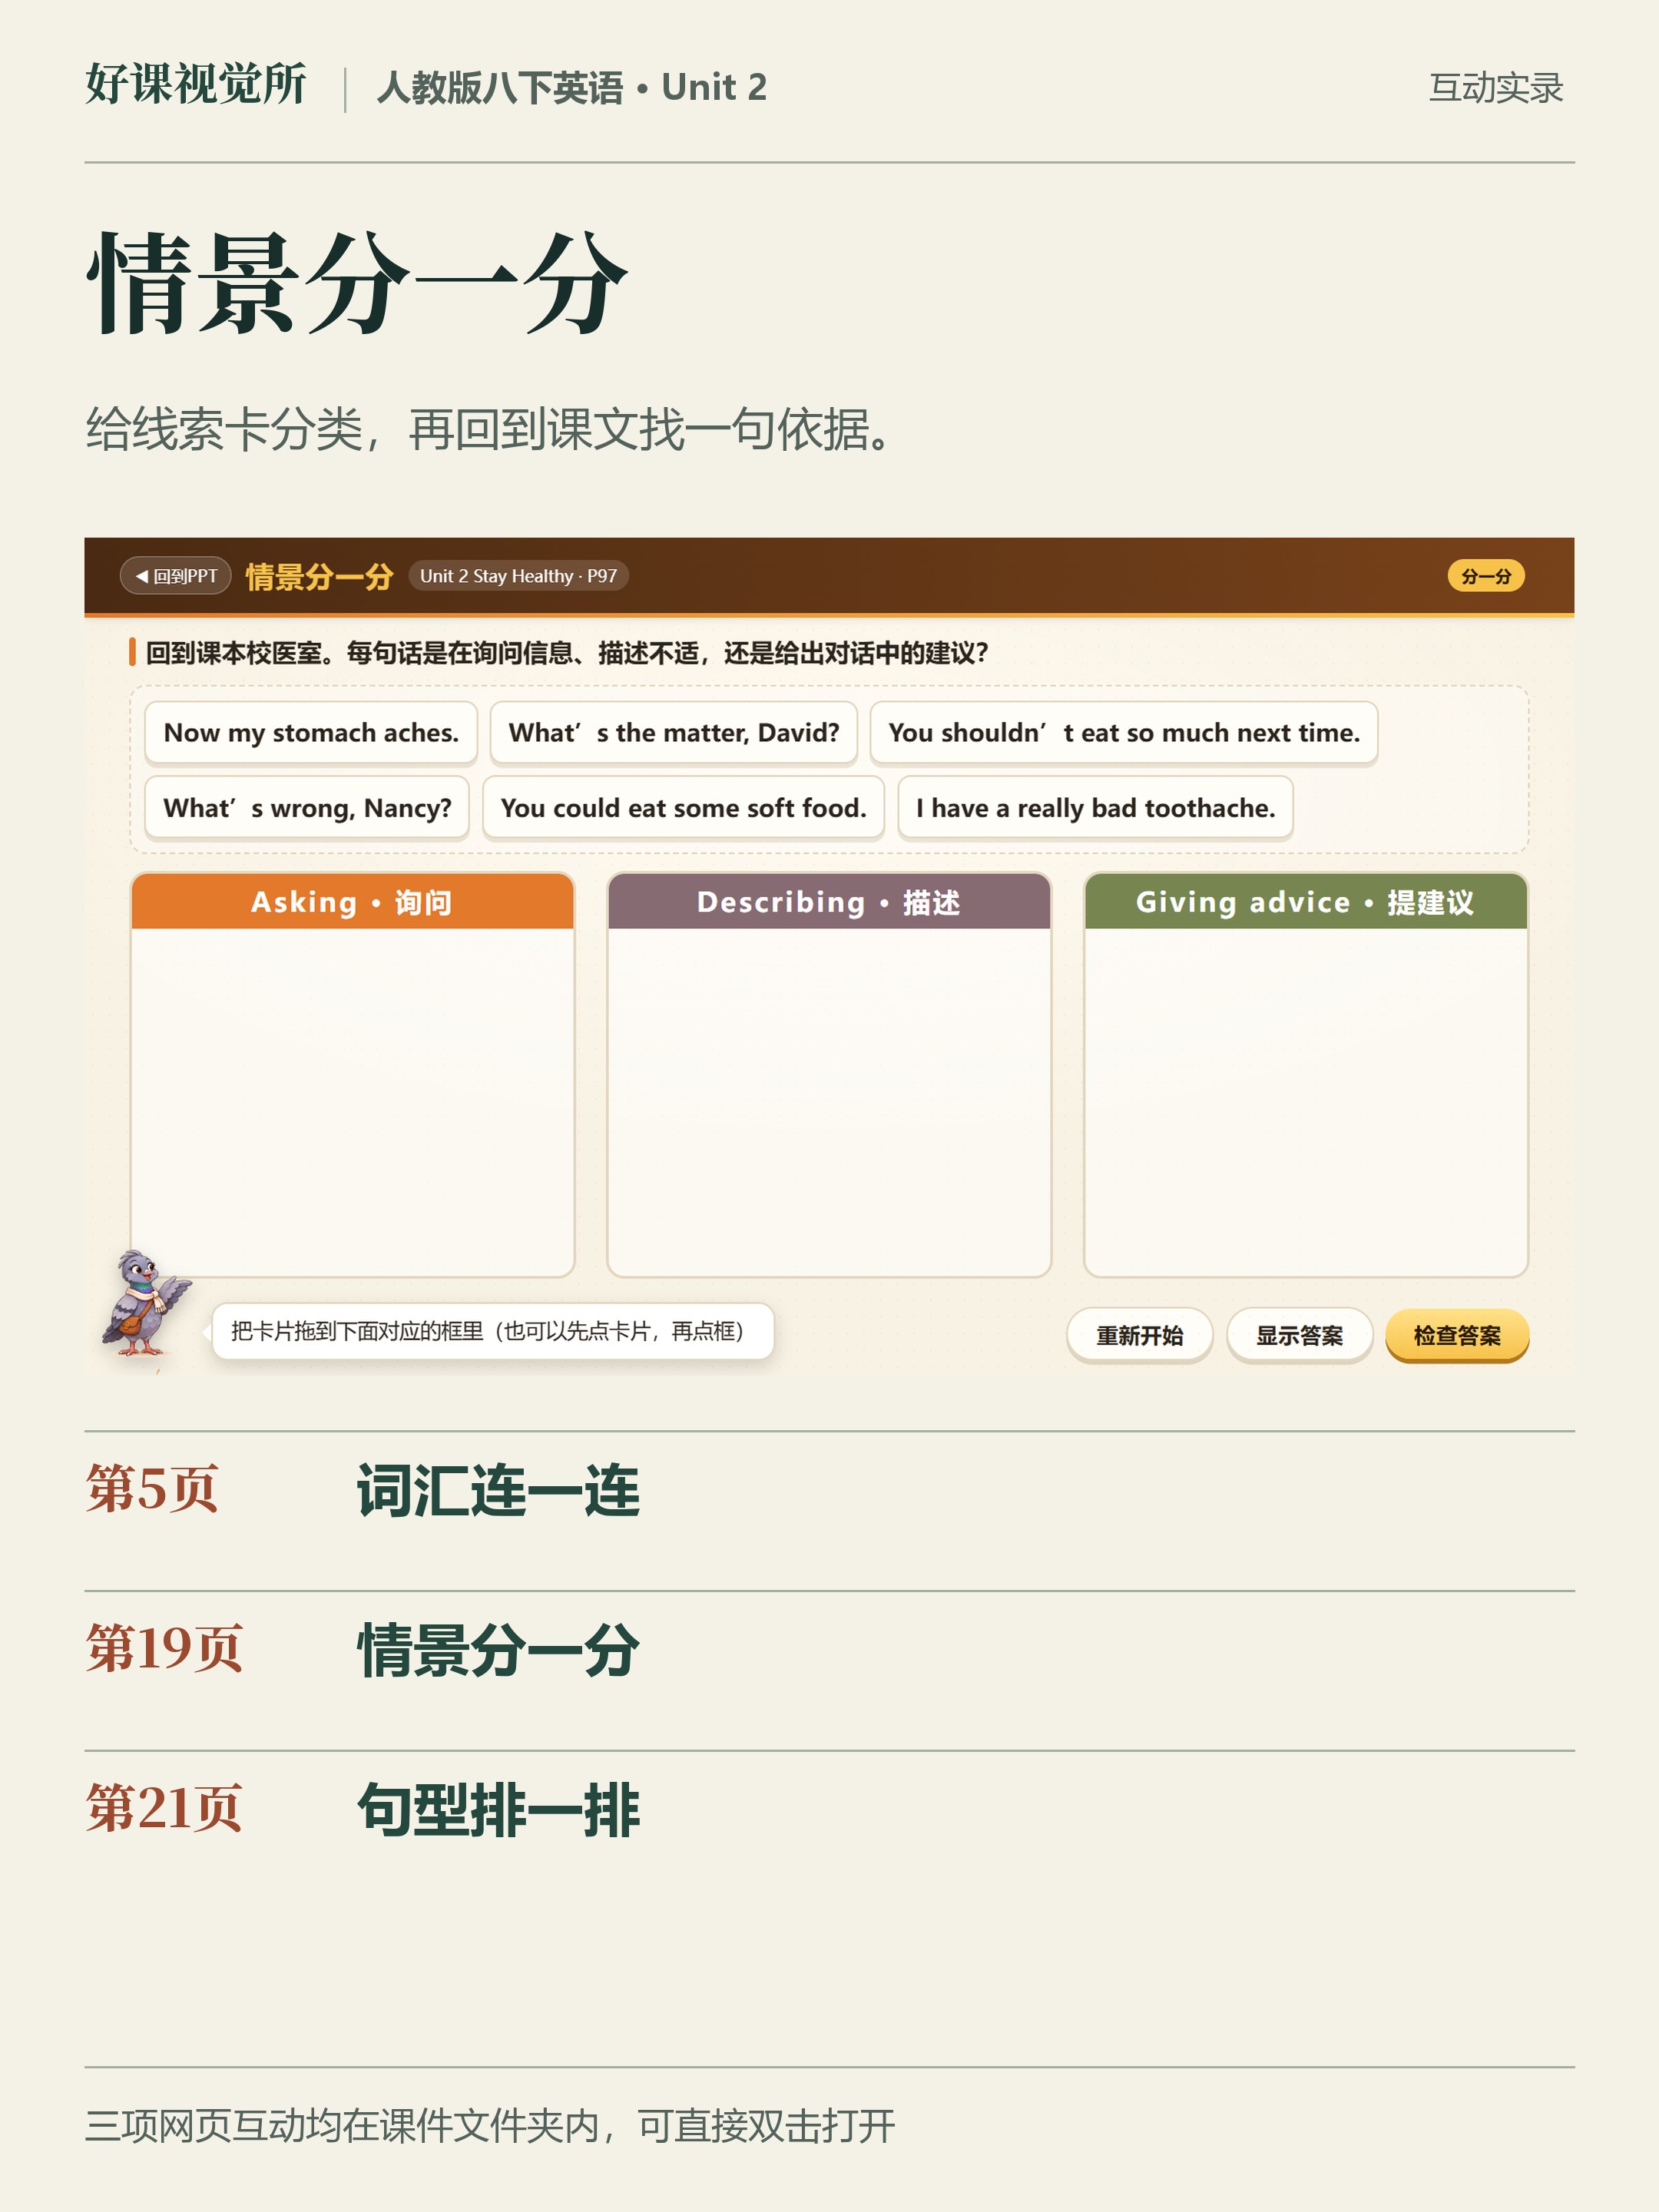 好课视觉所
人教版八下英语 • Unit 2
互动实录
情景分一分
给线索卡分类，再回到课文找一句依据。
◀ 回到PPT
情景分一分
Unit 2 Stay Healthy · P97
分一分
回到课本校医室。每句话是在询问信息、描述不适，还是给出对话中的建议？
Now my stomach aches.
What’s the matter, David?
You shouldn’t eat so much next time.
What’s wrong, Nancy?
You could eat some soft food.
I have a really bad toothache.
Asking • 询问
Describing • 描述
Giving advice • 提建议
把卡片拖到下面对应的框里（也可以先点卡片，再点框）
重新开始
显示答案
检查答案
第5页 词汇连一连
第19页 情景分一分
第21页 句型排一排
三项网页互动均在课件文件夹内，可直接双击打开